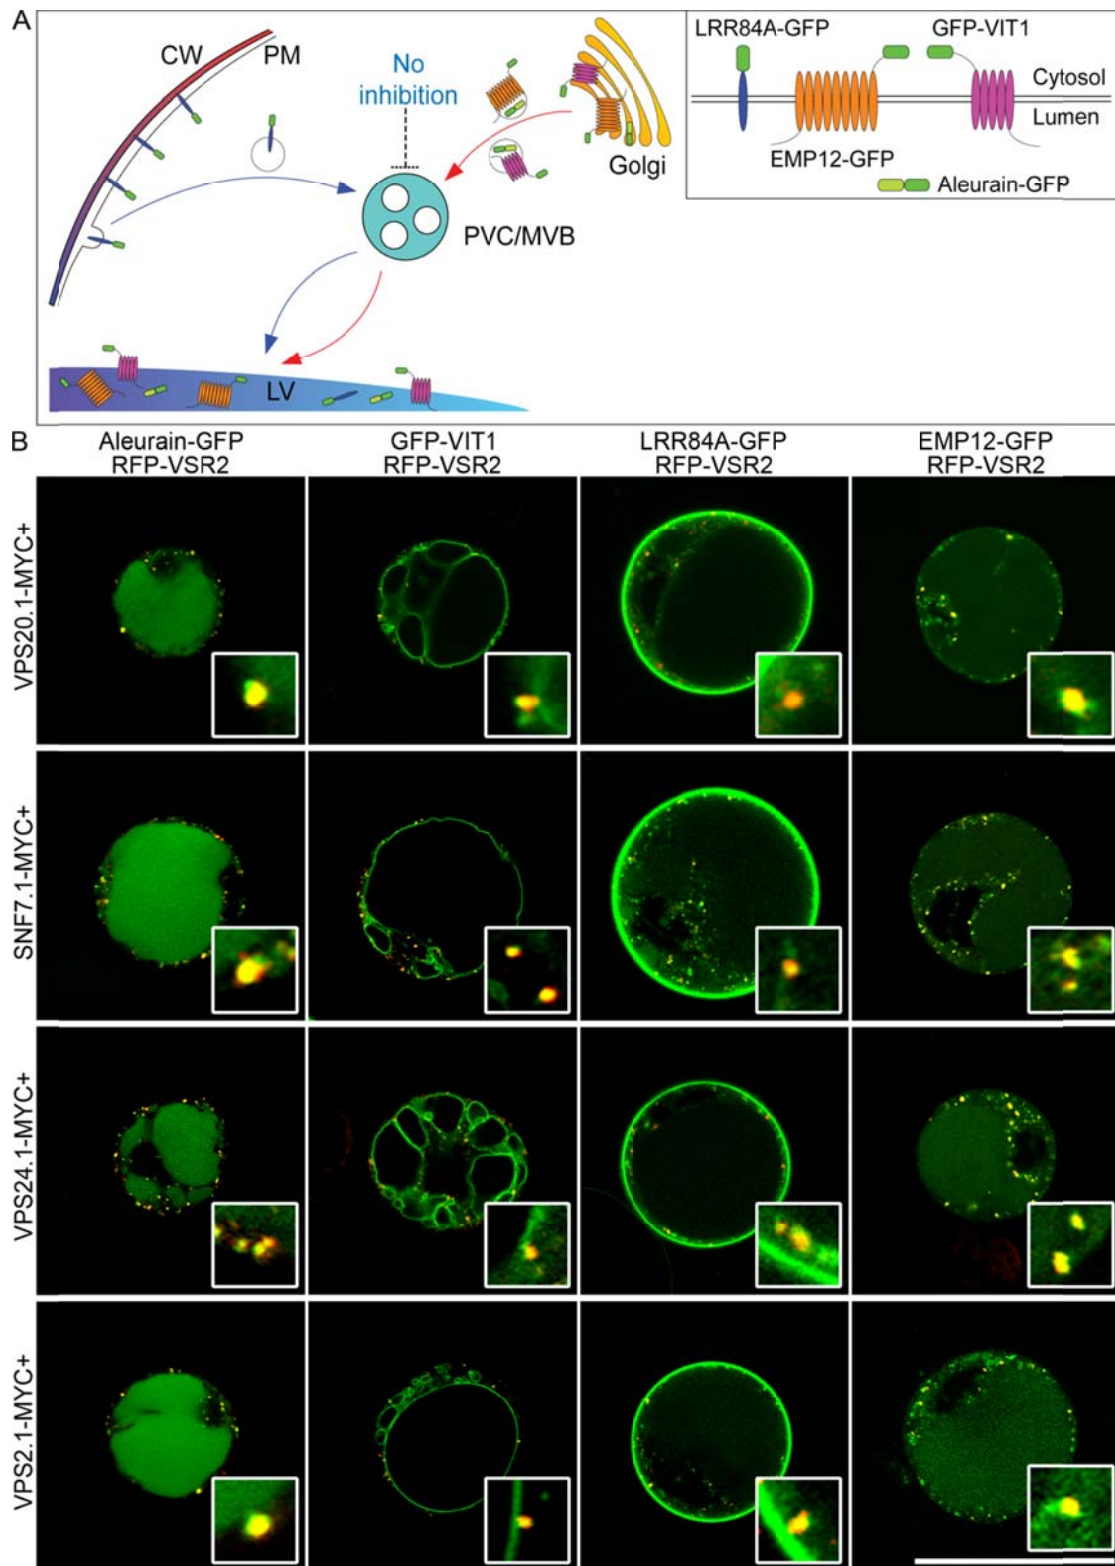 A
CW
PM
No
inhibition
Golgi
PVC/MVB
LV
LRR84A-GFP
GFP-VIT1
Cytosol
Lumen
EMP12-GFP
Aleurain-GFP
B
Aleurain-GFP
RFP-VSR2
GFP-VIT1
RFP-VSR2
LRR84A-GFP
RFP-VSR2
EMP12-GFP
RFP-VSR2
VPS20.1-MYC+
SNF7.1-MYC+
VPS24.1-MYC+
VPS2.1-MYC+